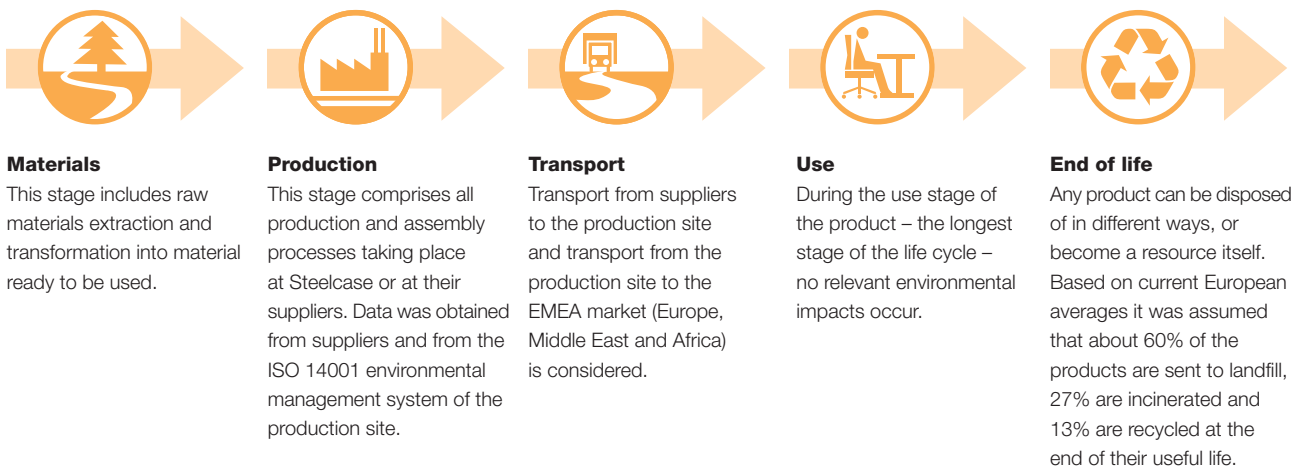 Materials
This stage includes raw
materials extraction and
transformation into material
ready to be used.
Production
This stage comprises all
production and assembly
processes taking place
at Steelcase or at their
suppliers. Data was obtained
from suppliers and from the
ISO 14001 environmental
management system of the
production site.
Transport
Transport from suppliers
to the production site
and transport from the
production site to the
EMEA market (Europe,
Middle East and Africa)
is considered.
Use
During the use stage of
the product – the longest
stage of the life cycle –
no relevant environmental
impacts occur.
End of life
Any product can be disposed
of in different ways, or
become a resource itself.
Based on current European
averages it was assumed
that about 60% of the
products are sent to landfill,
27% are incinerated and
13% are recycled at the
end of their useful life.